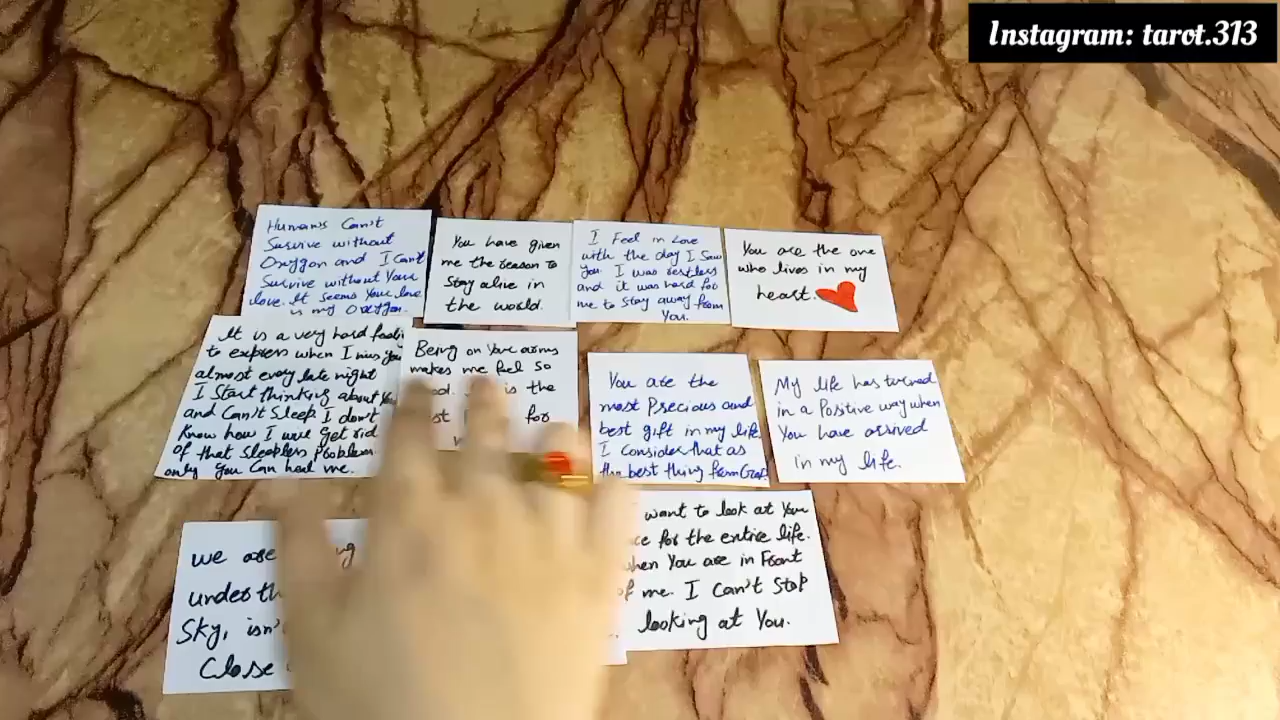 Instagram: tarot.313
Humans Can't
Survive without
Oxygen and I Can't
Survive without Your
love. It seems Your love
is my Oxygen.
You have given
me the reason to
Stay alive in
the world.
I Feel in Love
with the day I Saw
You. I was restless
and it was hard for
me to stay away from
You.
You are the one
who lives in my
heart.
It is a very hard
to express when I miss You
almost every late night
I Start thinking about
and Can't Sleep. I don't
Know how I will get rid
of that Sleepless Problem
only You Can heal me.
Being on Your arms
makes me feel So
is the
for
You are the
most Precious and
best gift in my life.
I consider that as
the best thing from God.
My life has turned
in a Positive way when
You have arrived
in my life.
we are
under
Sky,
Close
want to look at You
for the entire life.
when You are in Front
of me. I Can't Stop
looking at You.